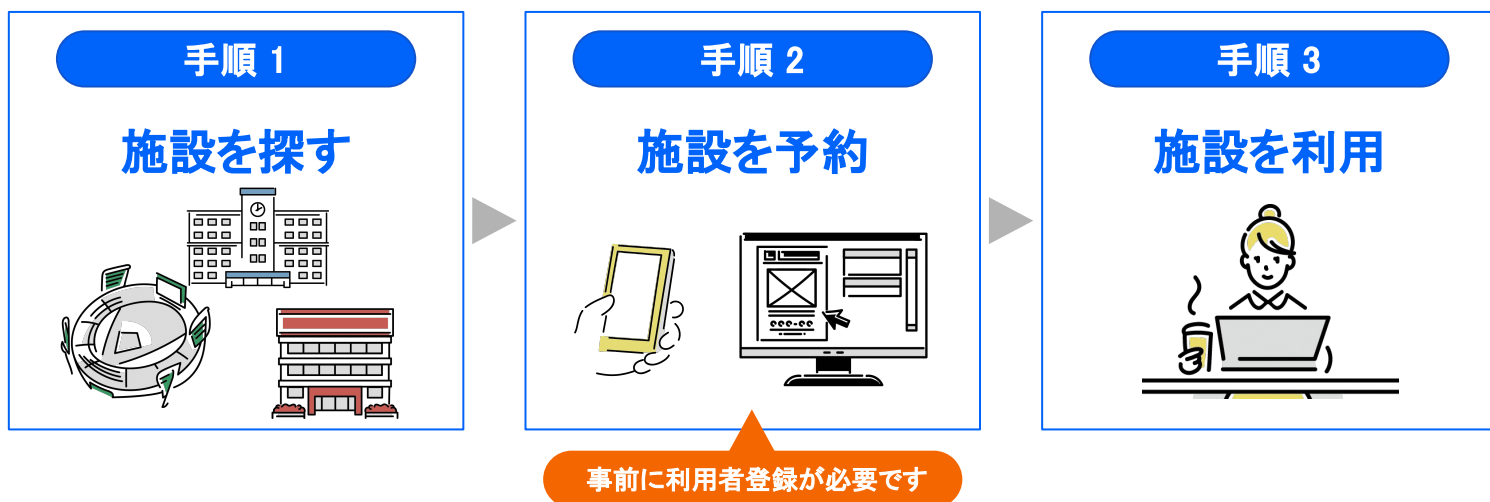 手順 1
施設を探す
手順 2
施設を予約
事前に利用者登録が必要です
手順 3
施設を利用